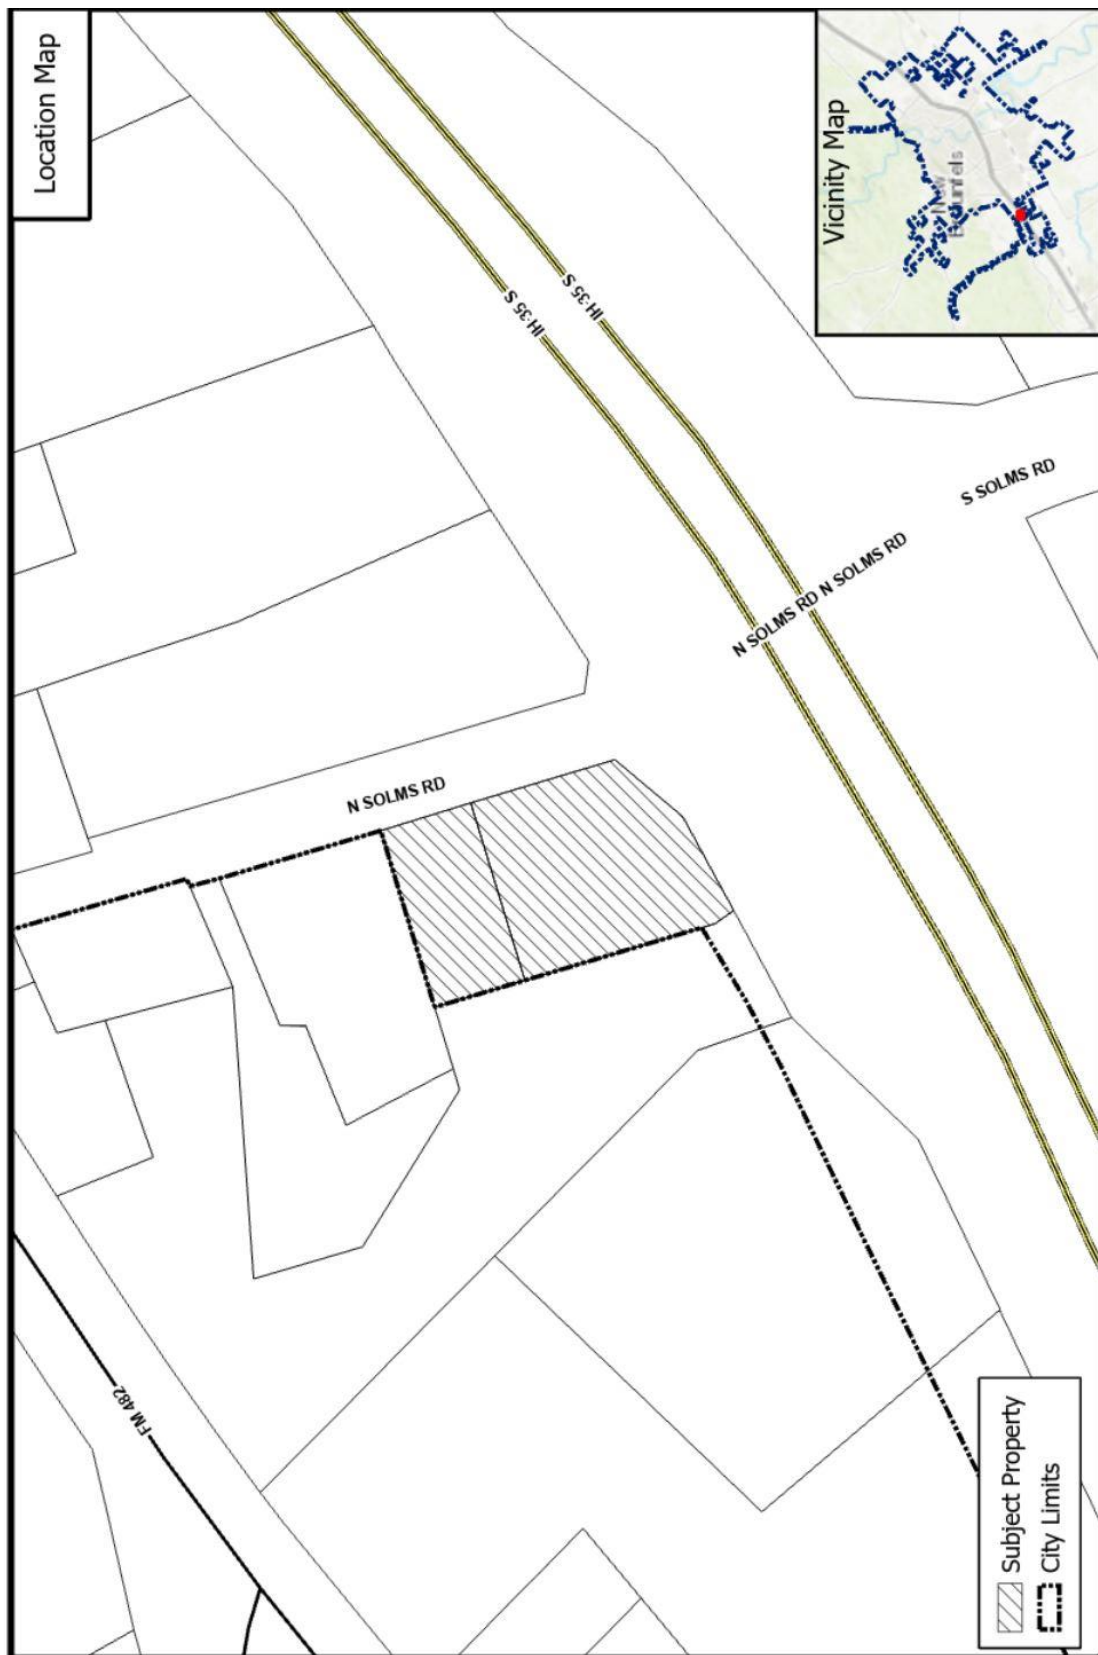 Location Map
Vicinity Map
New
Braunfels
IH 35 S
IH 35 S
S SOLMS RD
N SOLMS RD
N SOLMS RD
N SOLMS RD
FM 482
Subject Property
City Limits